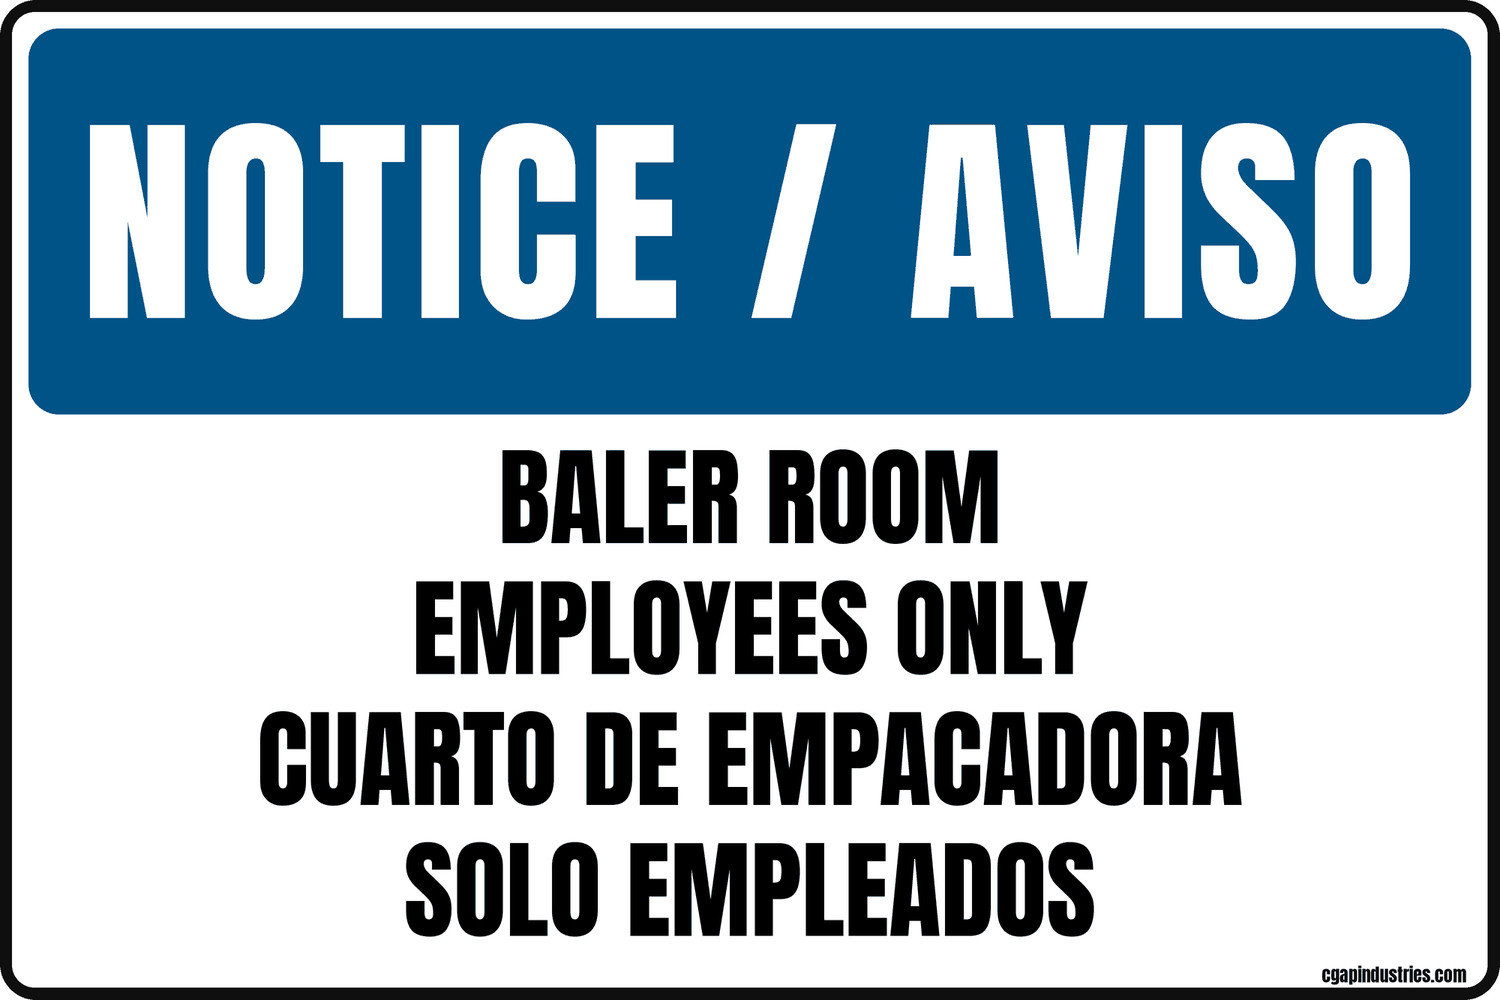 NOTICE / AVISO
BALER ROOM
EMPLOYEES ONLY
CUARTO DE EMPACADORA
SOLO EMPLEADOS
cgapindustries.com